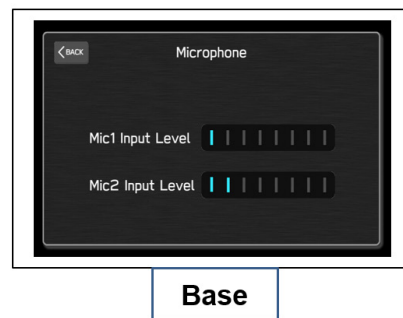 BACK
Microphone
Mic1 Input Level
Mic2 Input Level
Base